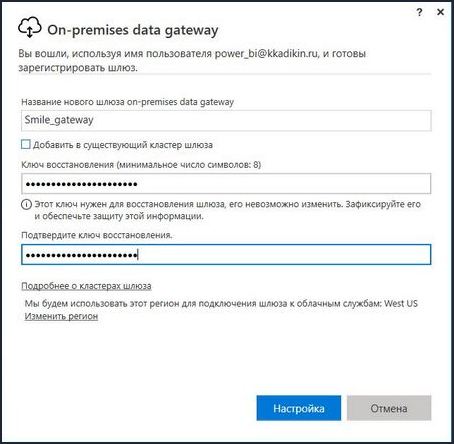 ? ×
On-premises data gateway
Вы вошли, используя имя пользователя power_bi@kkadikin.ru, и готовы
зарегистрировать шлюз.
Название нового шлюза on-premises data gateway
Smile_gateway
Добавить в существующий кластер шлюза
Ключ восстановления (минимальное число символов: 8)
••••••••••••••••••••••
Этот ключ нужен для восстановления шлюза, его невозможно изменить. Зафиксируйте его
и обеспечьте защиту этой информации.
Подтвердите ключ восстановления.
••••••••••••••••••••••
Подробнее о кластерах шлюза
Мы будем использовать этот регион для подключения шлюза к облачным службам: West US
Изменить регион
Настройка Отмена